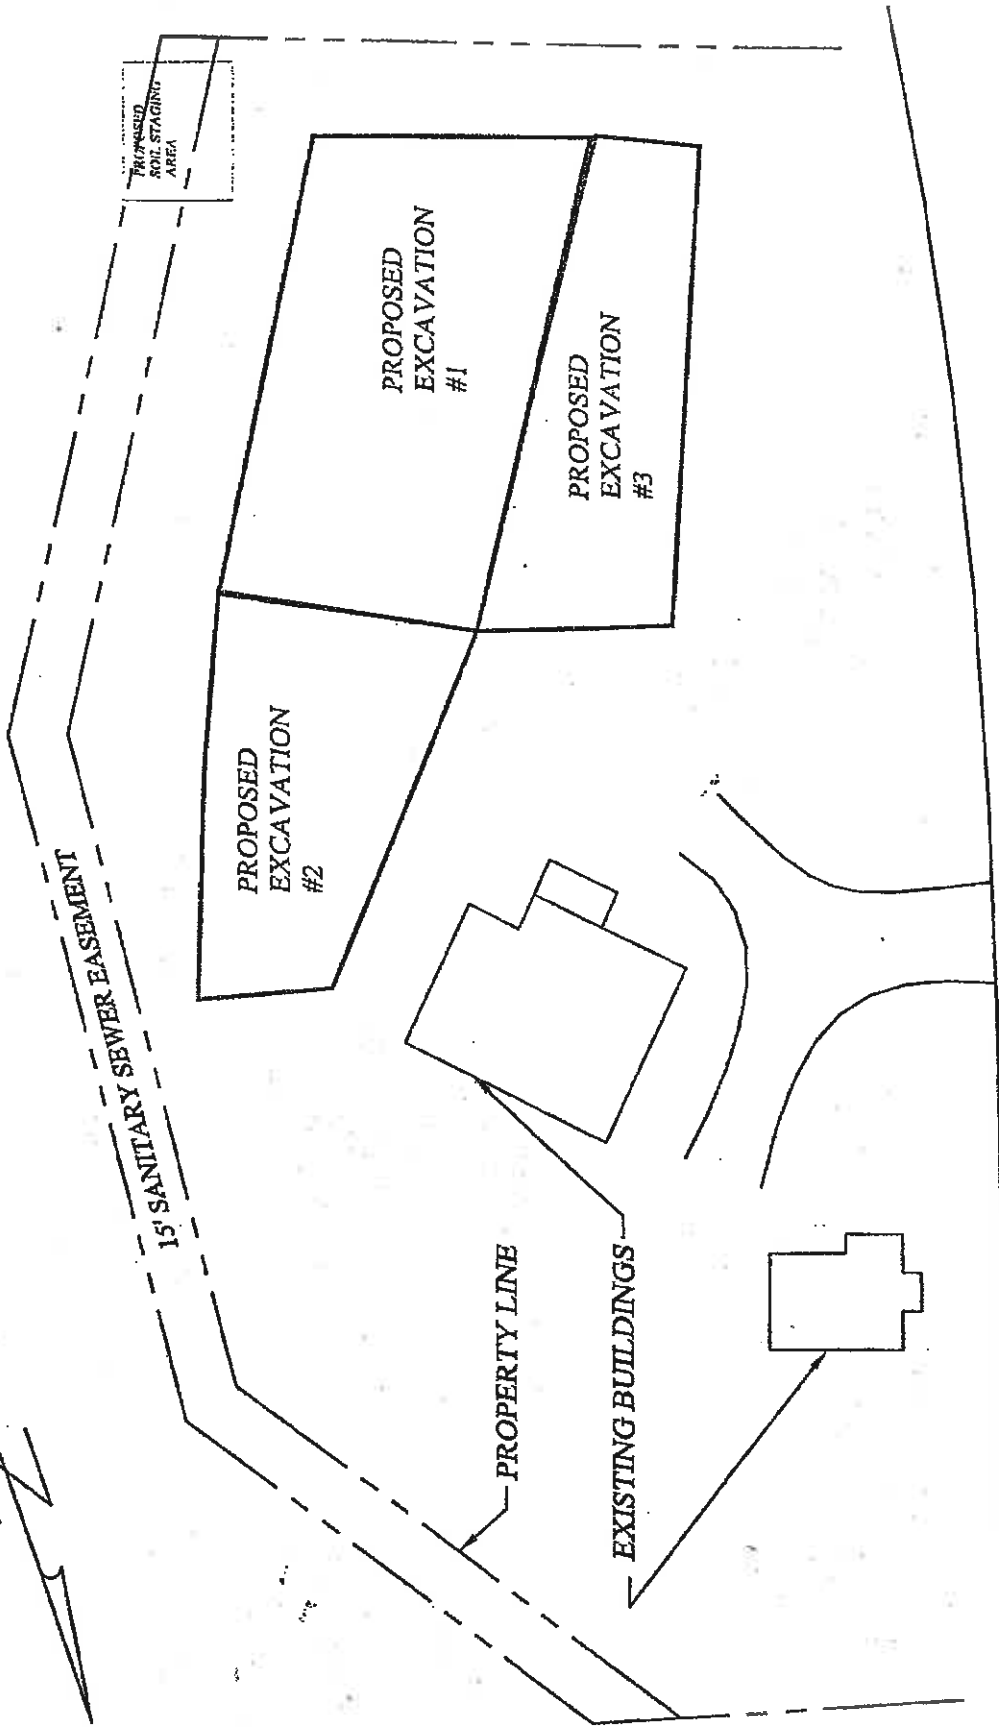 PROPOSED
SOIL STAGING
AREA
PROPOSED
EXCAVATION
#1
PROPOSED
EXCAVATION
#3
PROPOSED
EXCAVATION
#2
15' SANITARY SEWER EASEMENT
PROPERTY LINE
EXISTING BUILDINGS
N